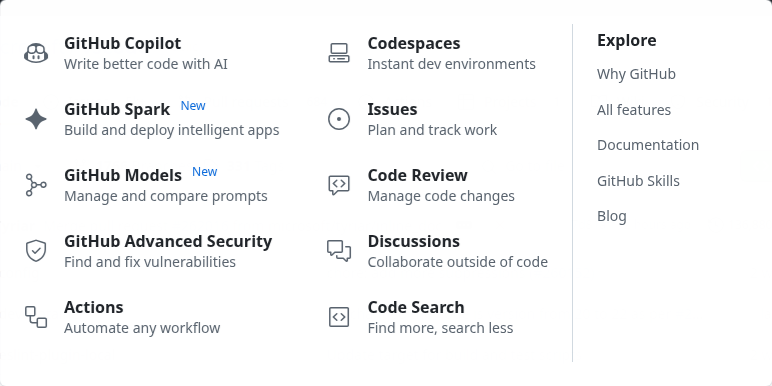 GitHub Copilot
Write better code with AI
GitHub Spark New
Build and deploy intelligent apps
GitHub Models New
Manage and compare prompts
GitHub Advanced Security
Find and fix vulnerabilities
Actions
Automate any workflow
Codespaces
Instant dev environments
Issues
Plan and track work
Code Review
Manage code changes
Discussions
Collaborate outside of code
Code Search
Find more, search less
Explore
Why GitHub
All features
Documentation
GitHub Skills
Blog